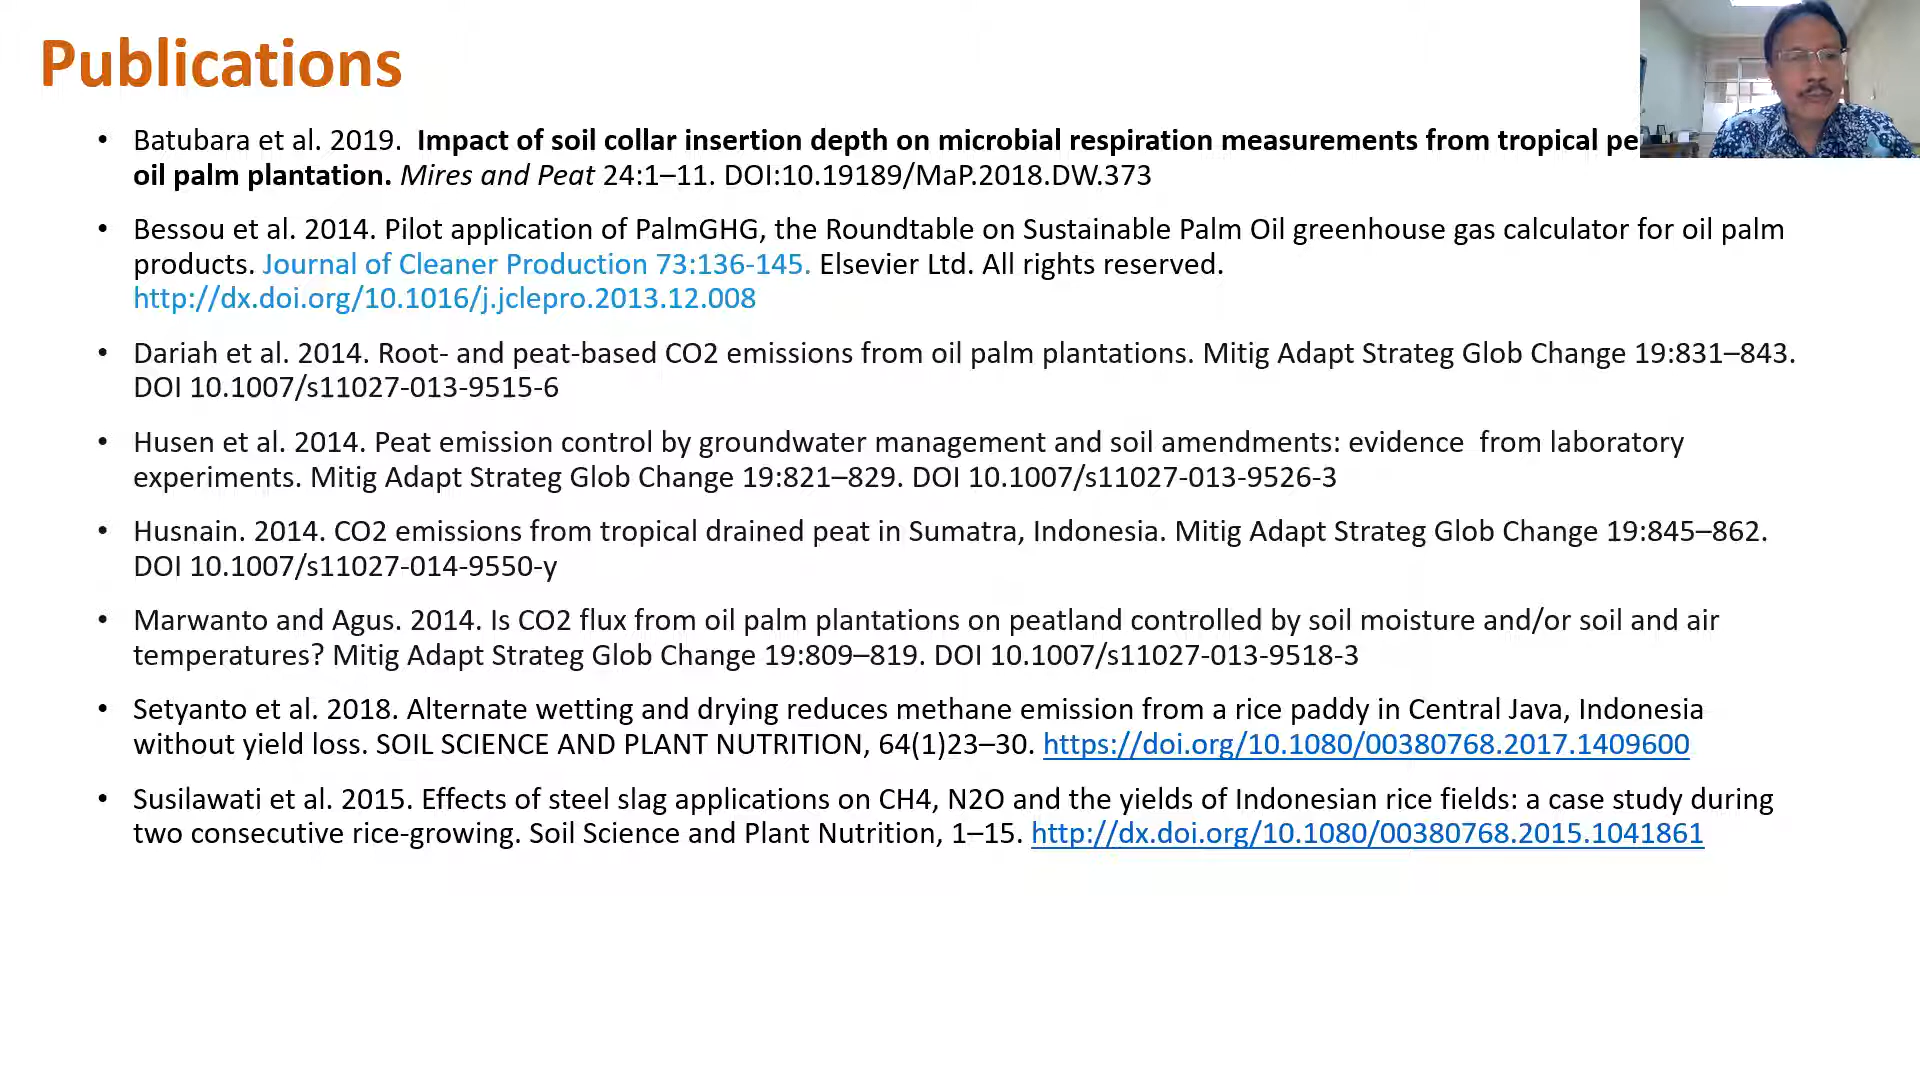 Publications
• Batubara et al. 2019. Impact of soil collar insertion depth on microbial respiration measurements from tropical
oil palm plantation. Mires and Peat 24:1–11. DOI:10.19189/MaP.2018.DW.373
• Bessou et al. 2014. Pilot application of PalmGHG, the Roundtable on Sustainable Palm Oil greenhouse gas calculator for oil palm
products. Journal of Cleaner Production 73:136-145. Elsevier Ltd. All rights reserved.
http://dx.doi.org/10.1016/j.jclepro.2013.12.008
• Dariah et al. 2014. Root- and peat-based CO2 emissions from oil palm plantations. Mitig Adapt Strateg Glob Change 19:831–843.
DOI 10.1007/s11027-013-9515-6
• Husen et al. 2014. Peat emission control by groundwater management and soil amendments: evidence from laboratory
experiments. Mitig Adapt Strateg Glob Change 19:821–829. DOI 10.1007/s11027-013-9526-3
• Husnain. 2014. CO2 emissions from tropical drained peat in Sumatra, Indonesia. Mitig Adapt Strateg Glob Change 19:845–862.
DOI 10.1007/s11027-014-9550-y
• Marwanto and Agus. 2014. Is CO2 flux from oil palm plantations on peatland controlled by soil moisture and/or soil and air
temperatures? Mitig Adapt Strateg Glob Change 19:809–819. DOI 10.1007/s11027-013-9518-3
• Setyanto et al. 2018. Alternate wetting and drying reduces methane emission from a rice paddy in Central Java, Indonesia
without yield loss. SOIL SCIENCE AND PLANT NUTRITION, 64(1)23–30. https://doi.org/10.1080/00380768.2017.1409600
• Susilawati et al. 2015. Effects of steel slag applications on CH4, N2O and the yields of Indonesian rice fields: a case study during
two consecutive rice-growing. Soil Science and Plant Nutrition, 1–15. http://dx.doi.org/10.1080/00380768.2015.1041861